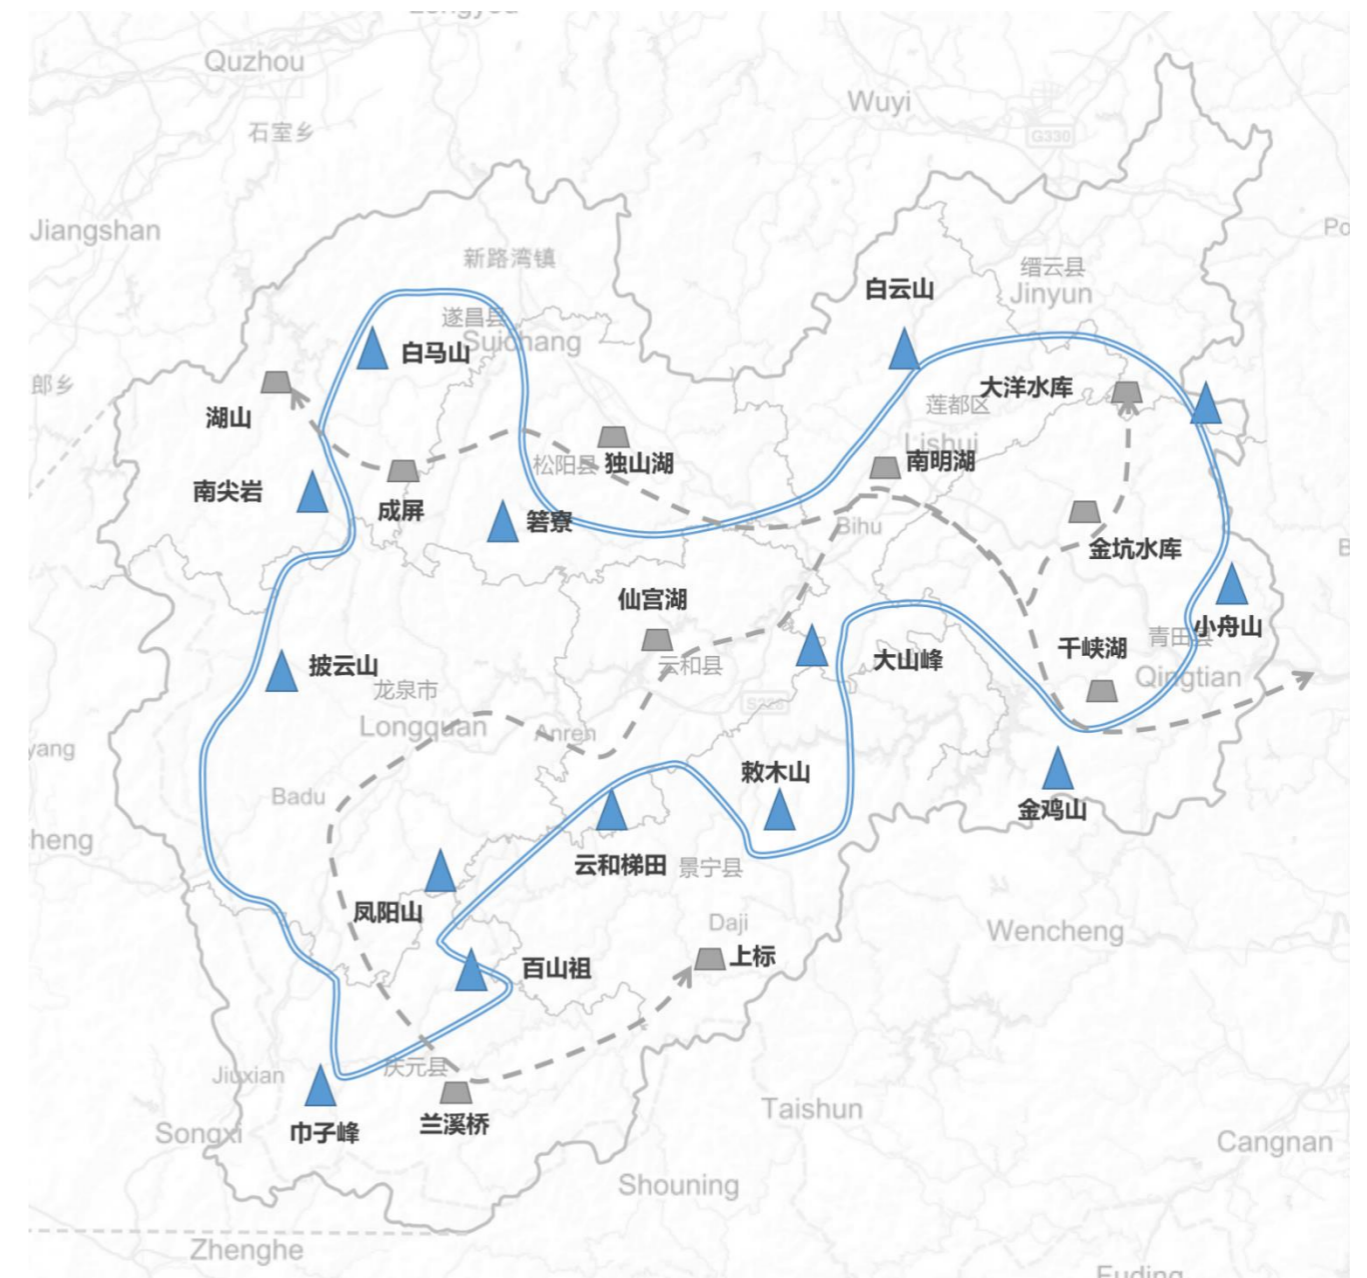 Quzhou
Wuyi
石室乡
G330
Jiangshan
新路湾镇
缙云县
Jinyun
白云山
遂昌县
Suichang
白马山
郎乡
大洋水库
莲都区
湖山
Lishui
松阳县
独山湖
南明湖
南尖岩
成屏
箬寮
Bihu
金坑水库
仙宫湖
小舟山
青田县
千峡湖
云和县
大山峰
披云山
龙泉市
Qingtian
S228
Longquan
Anren
yang
敕木山
Badu
金鸡山
heng
云和梯田
景宁县
凤阳山
Daji
Wencheng
上标
百山祖
庆元县
Jiuxian
Taishun
兰溪桥
巾子峰
Songxi
Cangnan
Shouning
Zhenghe